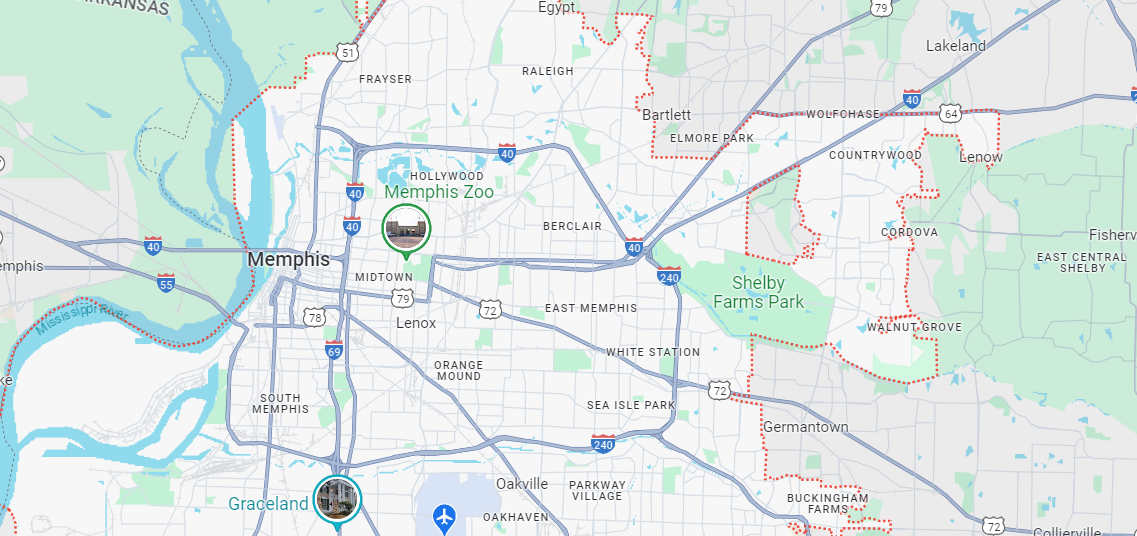 RKANSAS
Egypt
79
Lakeland
51
FRAYSER
RALEIGH
40
Bartlett
WOLFCHASE
64
ELMORE PARK
40
COUNTRYWOOD
Lenow
HOLLYWOOD
Memphis Zoo
40
40
BERCLAIR
CORDOVA
Fisherv
40
Memphis
40
EAST CENTRAL
SHELBY
emphis
MIDTOWN
240
55
Shelby
Farms Park
79
72
EAST MEMPHIS
Mississippi River
78
Lenox
WALNUT GROVE
69
WHITE STATION
ORANGE
MOUND
ke
72
SOUTH
MEMPHIS
SEA ISLE PARK
Germantown
240
Oakville
PARKWAY
VILLAGE
Graceland
BUCKINGHAM
FARMS
OAKHAVEN
72
Collierville